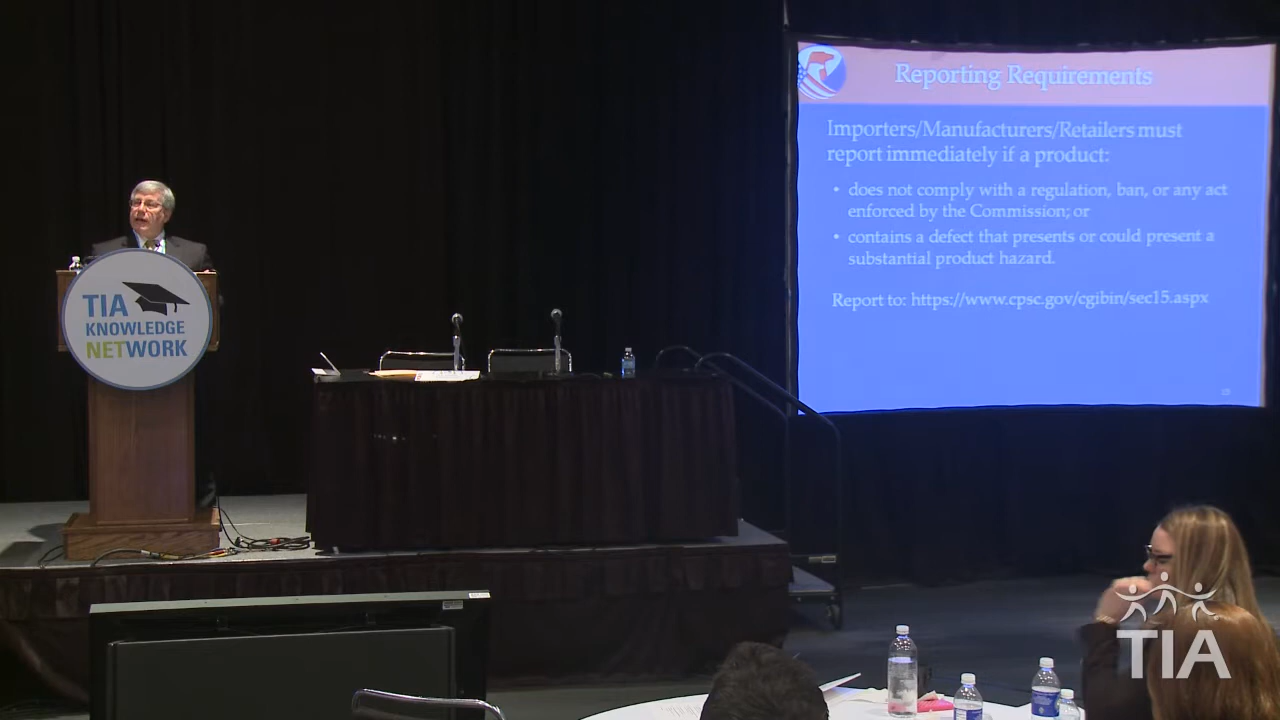 TIA
KNOWLEDGE
NETWORK
Reporting Requirements
Importers/Manufacturers/Retailers must
report immediately if a product:
• does not comply with a regulation, ban, or any act
enforced by the Commission; or
• contains a defect that presents or could present a
substantial product hazard.
Report to: https://www.cpsc.gov/cgibin/sec15.aspx
TIA